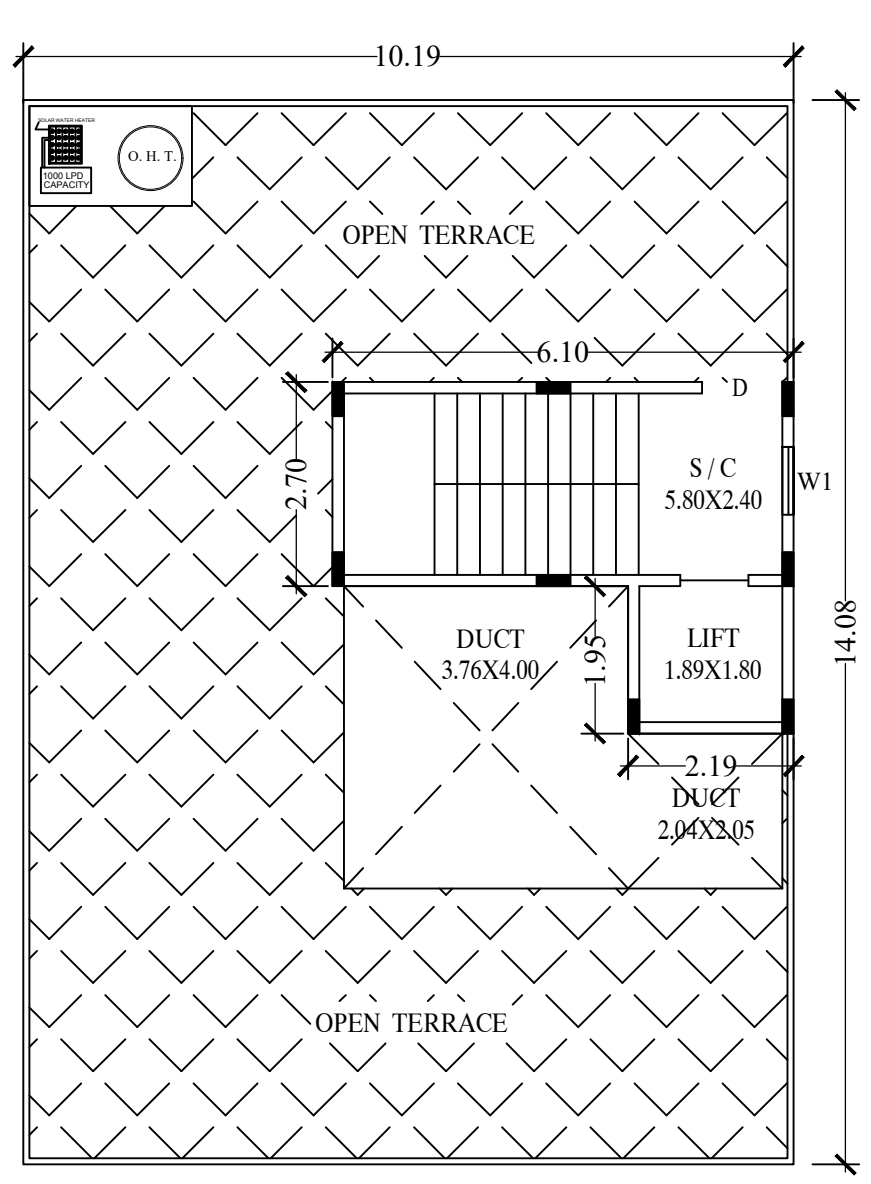 10.19
SOLAR WATER HEATER
O. H. T.
1000 LPD
CAPACITY
OPEN TERRACE
6.10
D
2.70
S / C
5.80X2.40
W1
14.08
DUCT
3.76X4.00
1.95
LIFT
1.89X1.80
2.19
DUCT
2.04X2.05
OPEN TERRACE